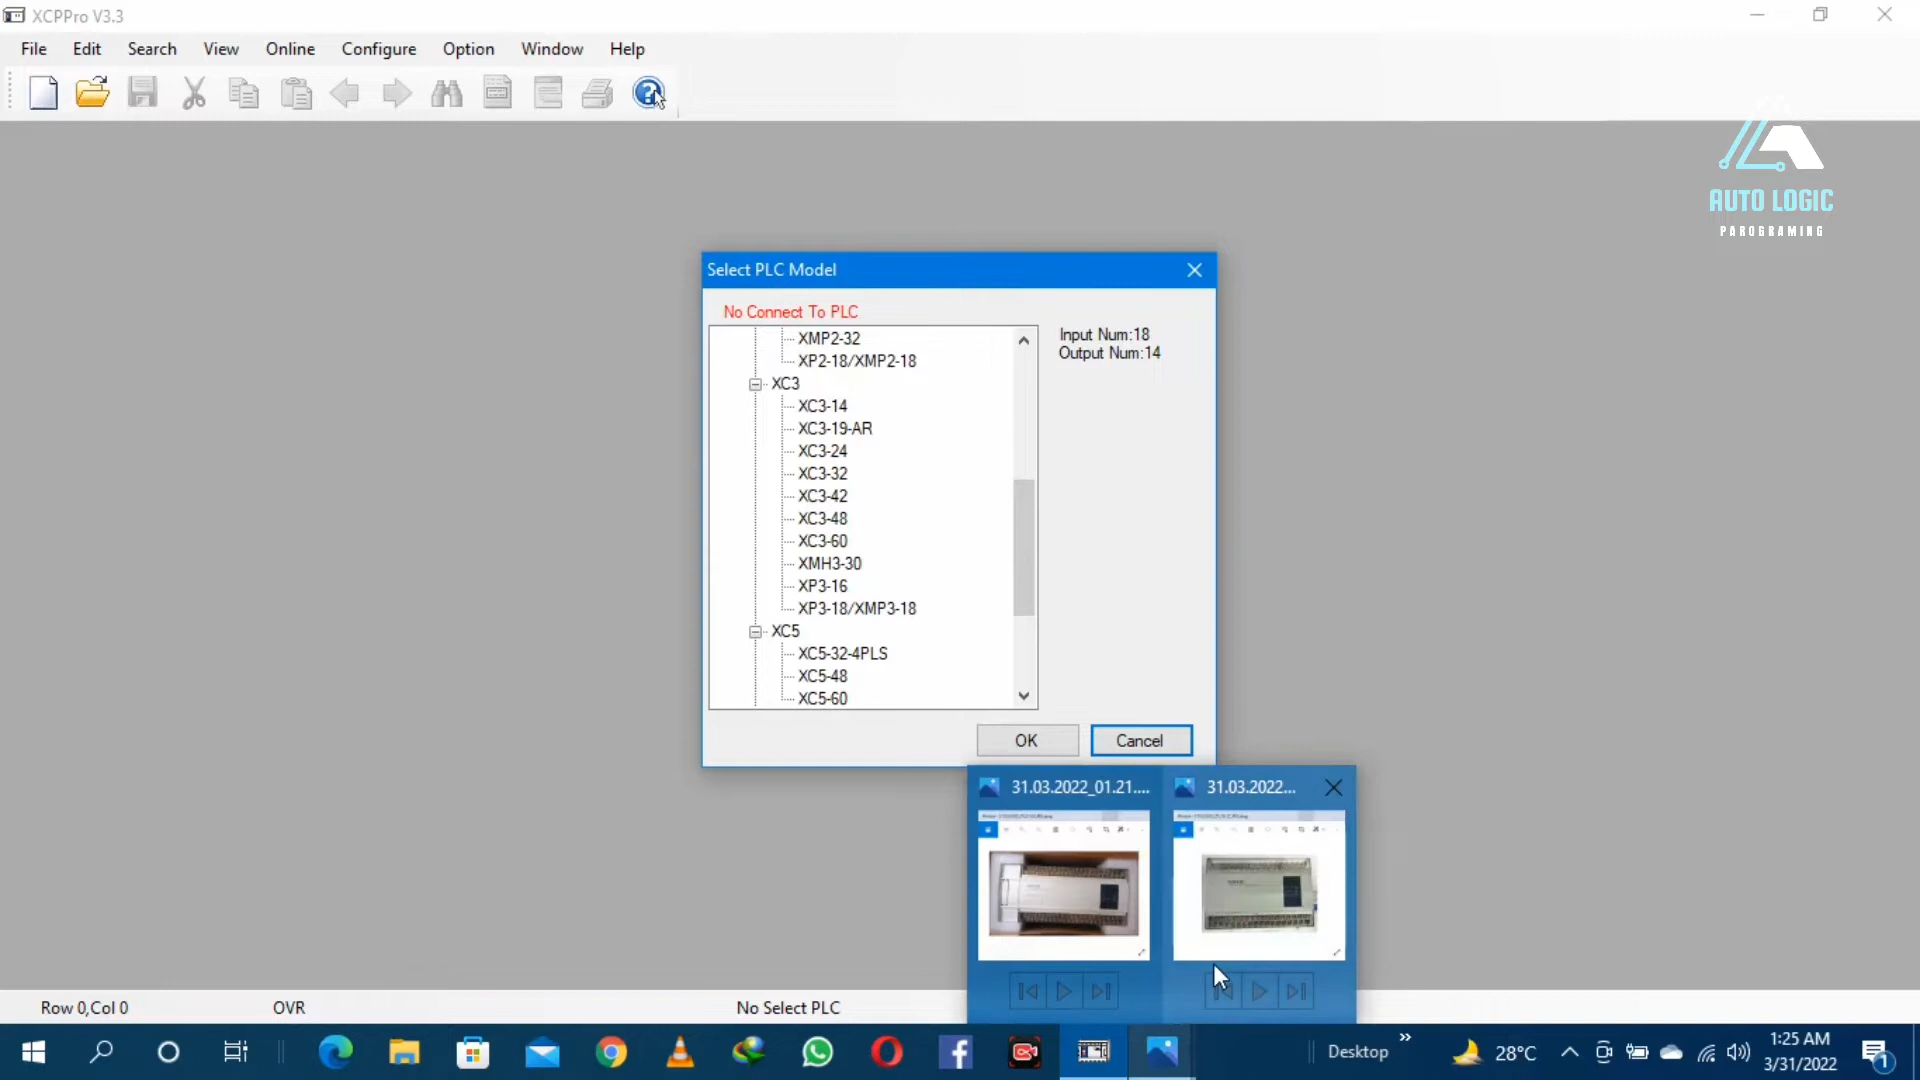 XCPPro V3.3
File Edit Search View Online Configure Option Window Help
AUTO LOGIC
PAROGRAMING
Select PLC Model
No Connect To PLC
XMP2-32
XP2-18/XMP2-18
XC3
XC3-14
XC3-19-AR
XC3-24
XC3-32
XC3-42
XC3-48
XC3-60
XMH3-30
XP3-16
XP3-18/XMP3-18
XC5
XC5-32-4PLS
XC5-48
XC5-60
Input Num:18
Output Num:14
OK Cancel
31.03.2022_01.21.... 31.03.2022...
Row 0,Col 0 OVR No Select PLC
Desktop 28°C 1:25 AM
3/31/2022
1